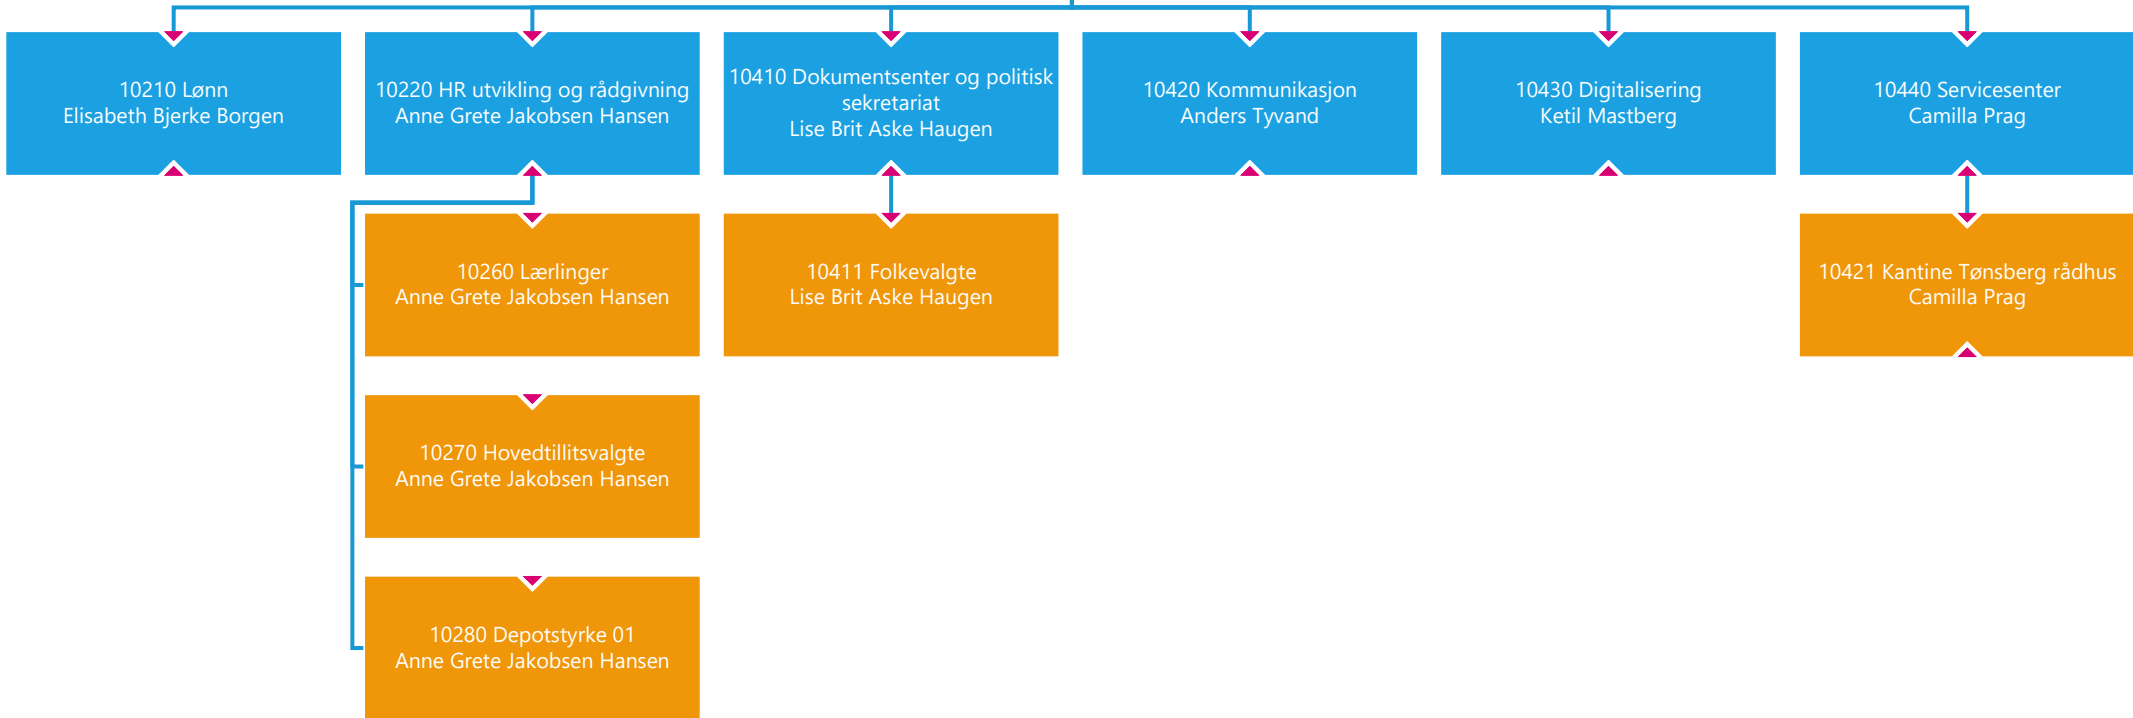 10210 Lønn
Elisabeth Bjerke Borgen
10220 HR utvikling og rådgivning
Anne Grete Jakobsen Hansen
10410 Dokumentsenter og politisk
sekretariat
Lise Brit Aske Haugen
10420 Kommunikasjon
Anders Tyvand
10430 Digitalisering
Ketil Mastberg
10440 Servicesenter
Camilla Prag
10260 Lærlinger
Anne Grete Jakobsen Hansen
10411 Folkevalgte
Lise Brit Aske Haugen
10421 Kantine Tønsberg rådhus
Camilla Prag
10270 Hovedtillitsvalgte
Anne Grete Jakobsen Hansen
10280 Depotstyrke 01
Anne Grete Jakobsen Hansen